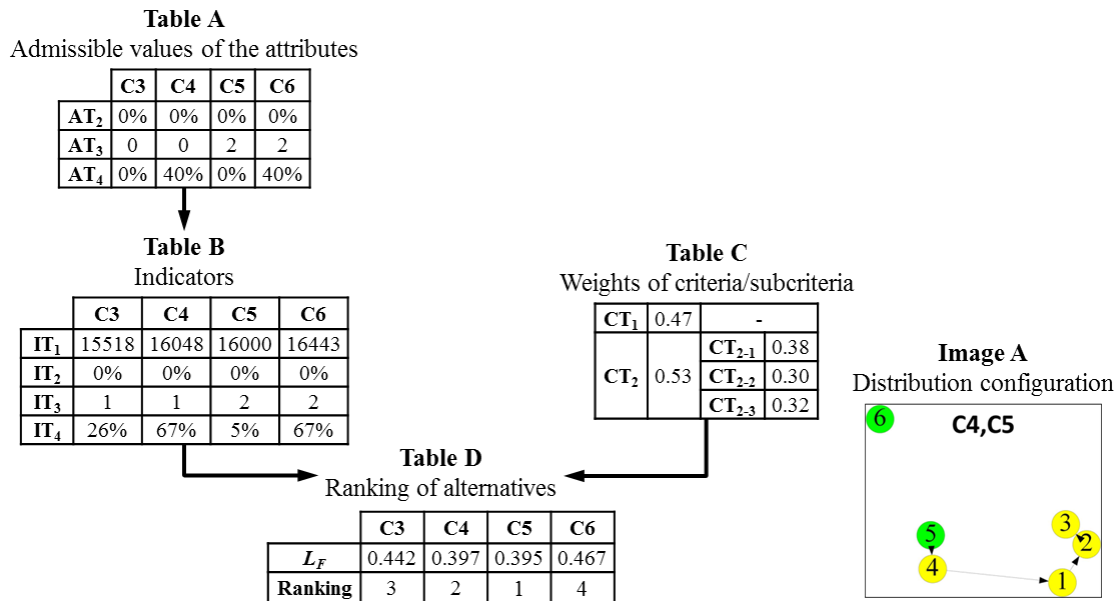 Table A
Admissible values of the attributes
C3 C4 C5 C6
AT₂ 0% 0% 0% 0%
AT₃ 0 0 2 2
AT₄ 0% 40% 0% 40%
Table B
Indicators
C3 C4 C5 C6
IT₁ 15518 16048 16000 16443
IT₂ 0% 0% 0% 0%
IT₃ 1 1 2 2
IT₄ 26% 67% 5% 67%
Table C
Weights of criteria/subcriteria
CT₁ 0.47 -
CT₂ 0.53
CT₂₋₁ 0.38
CT₂₋₂ 0.30
CT₂₋₃ 0.32
Table D
Ranking of alternatives
C3 C4 C5 C6
L_F 0.442 0.397 0.395 0.467
Ranking 3 2 1 4
Image A
Distribution configuration
C4,C5
6
5
4
3
2
1